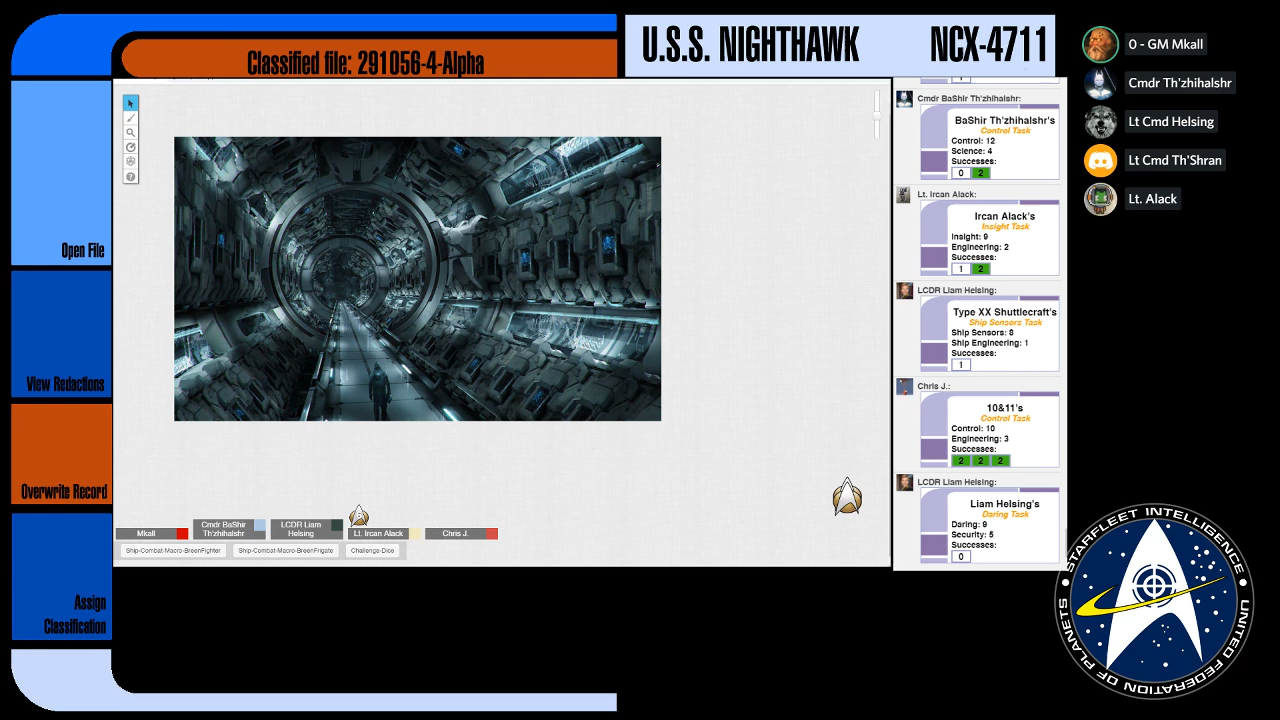 Classified file: 291056-4-Alpha
U.S.S. NIGHTHAWK NCX-4711
Open File
View Redactions
Overwrite Record
Assign
Classification
Cmdr BaShir Th'zhihalshr:
BaShir Th'zhihalshr's
Control Task
Control: 12
Science: 4
Successes:
0 2
Lt. Ircan Alack:
Ircan Alack's
Insight Task
Insight: 9
Engineering: 2
Successes:
1 2
LCDR Liam Helsing:
Type XX Shuttlecraft's
Ship Sensors Task
Ship Sensors: 8
Ship Engineering: 1
Successes:
1
Chris J.:
10&11's
Control Task
Control: 10
Engineering: 3
Successes:
2 2 2
LCDR Liam Helsing:
Liam Helsing's
Daring Task
Daring: 9
Security: 5
Successes:
0
Mkall
Cmdr BaShir
Th'zhihalshr
LCDR Liam
Helsing
Lt. Ircan Alack
Chris J.
Ship-Combat-Macro-BreenFighter
Ship-Combat-Macro-BreenFrigate
Challenge-Dice
0 - GM Mkall
Cmdr Th'zhihalshr
Lt Cmd Helsing
Lt Cmd Th'Shran
Lt. Alack
STARFLEET INTELLIGENCE
UNITED FEDERATION OF PLANETS